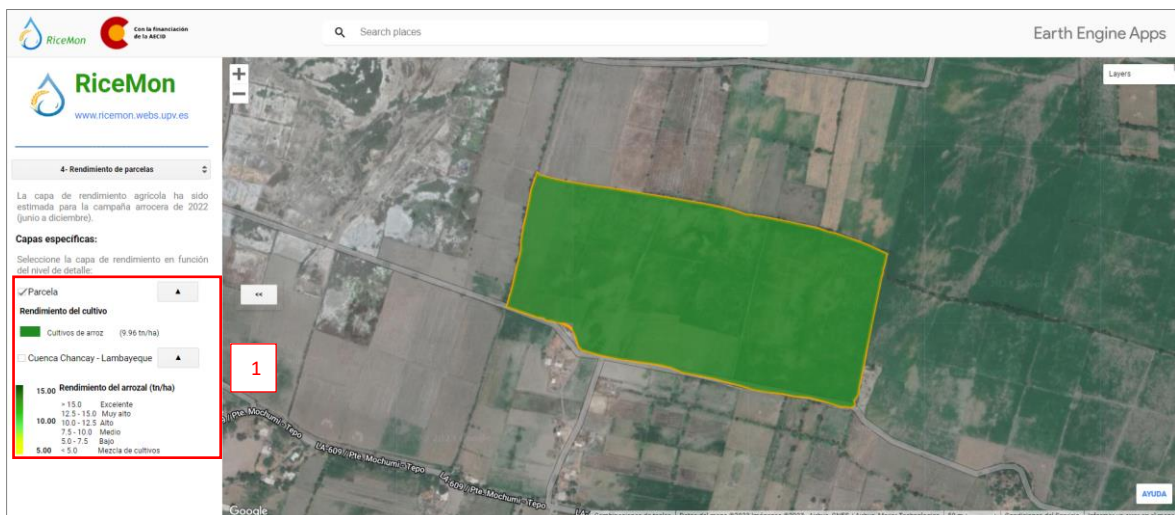 RiceMon
Con la financiación
de la AECID
Search places
Earth Engine Apps
RiceMon
www.ricemon.webs.upv.es
4- Rendimiento de parcelas
La capa de rendimiento agrícola ha sido
estimada para la campaña arrocera de 2022
(junio a diciembre).
Capas específicas:
Seleccione la capa de rendimiento en función
del nivel de detalle:
Parcela
Rendimiento del cultivo
Cultivos de arroz (9.96 tn/ha)
Cuenca Chancay - Lambayeque
15.00 Rendimiento del arrozal (tn/ha)
> 15.0 Excelente
12.5 - 15.0 Muy alto
10.00 10.0 - 12.5 Alto
7.5 - 10.0 Medio
5.0 - 7.5 Bajo
5.00 < 5.0 Mezcla de cultivos
+
−
Layers
<<
1
Pte. Mochumi - Tepo
LA-609 / Pte. Mochumi - Tepo
LA-609 / Pte. Mochumi - Tepo
AYUDA
Google